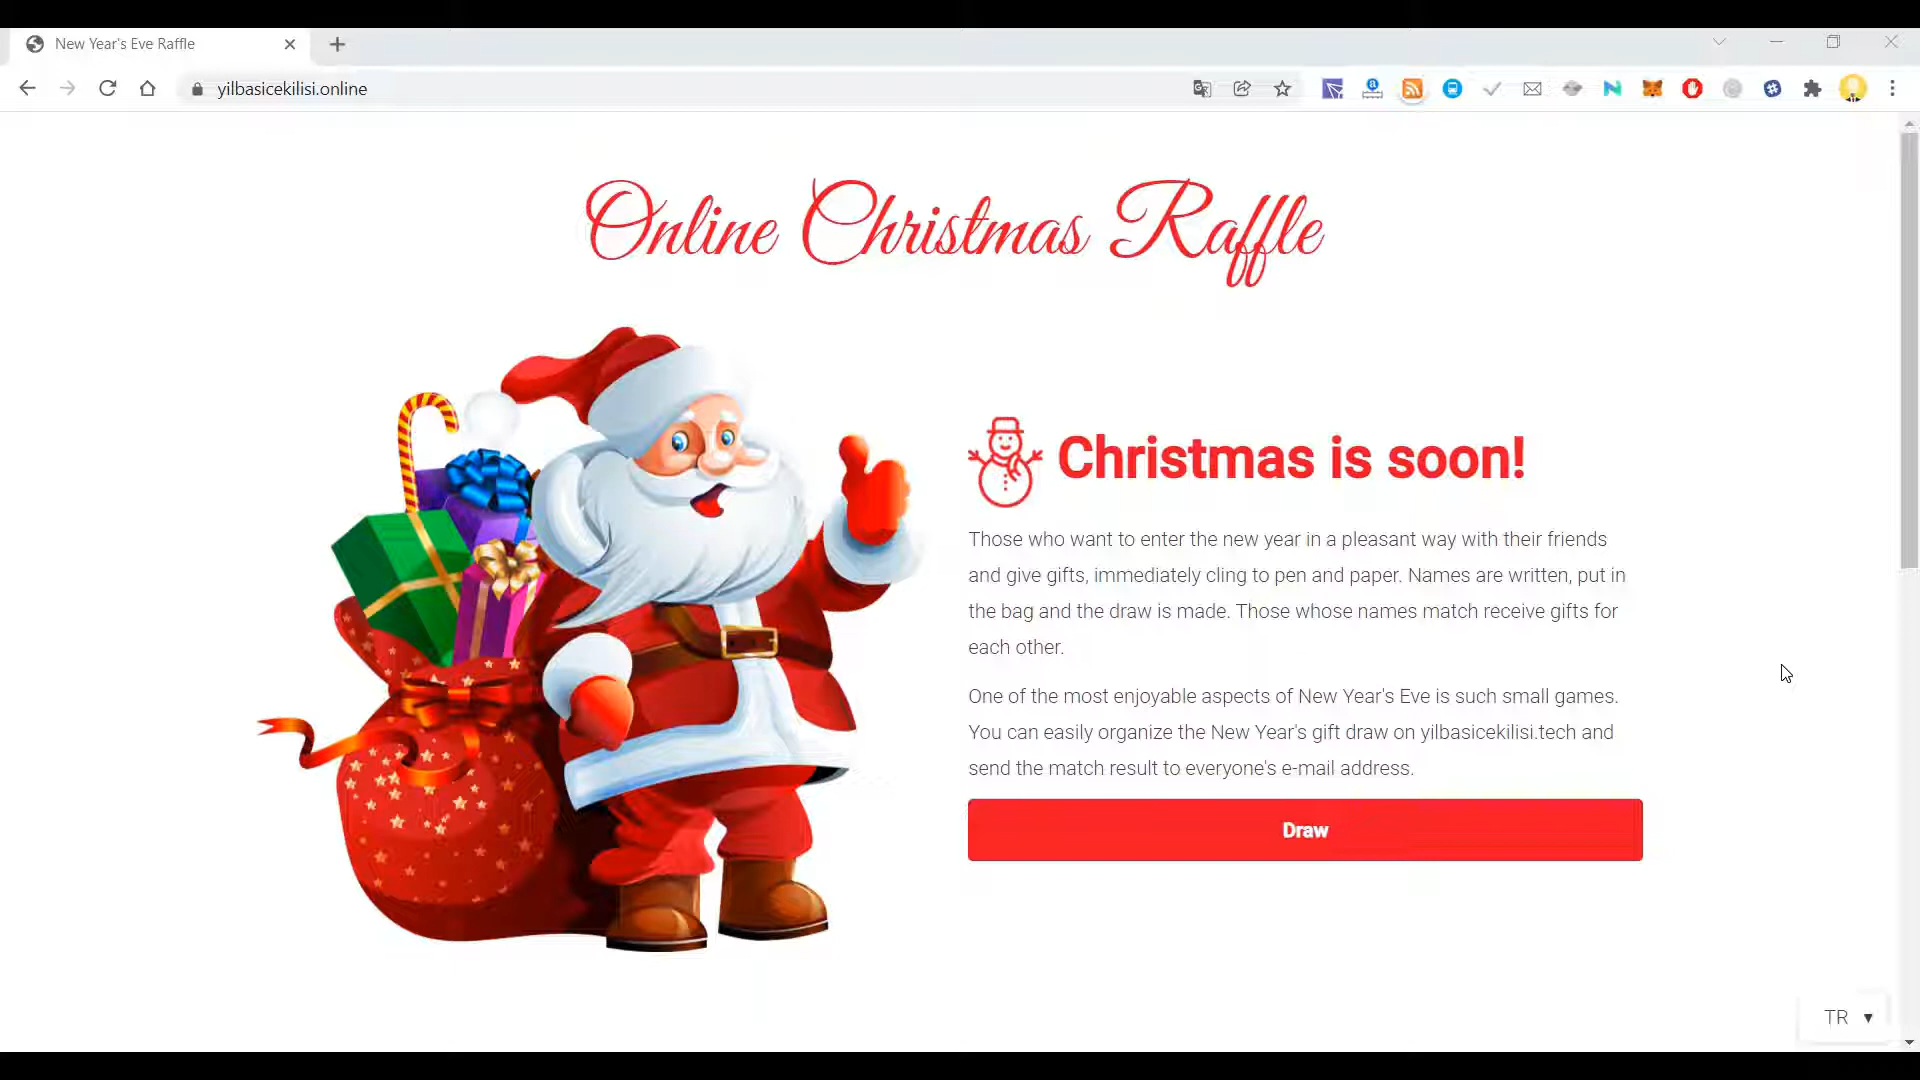 New Year's Eve Raffle
yilbasicekilisi.online
Online Christmas Raffle
Christmas is soon!
Those who want to enter the new year in a pleasant way with their friends
and give gifts, immediately cling to pen and paper. Names are written, put in
the bag and the draw is made. Those whose names match receive gifts for
each other.
One of the most enjoyable aspects of New Year's Eve is such small games.
You can easily organize the New Year's gift draw on yilbasicekilisi.tech and
send the match result to everyone's e-mail address.
Draw
TR